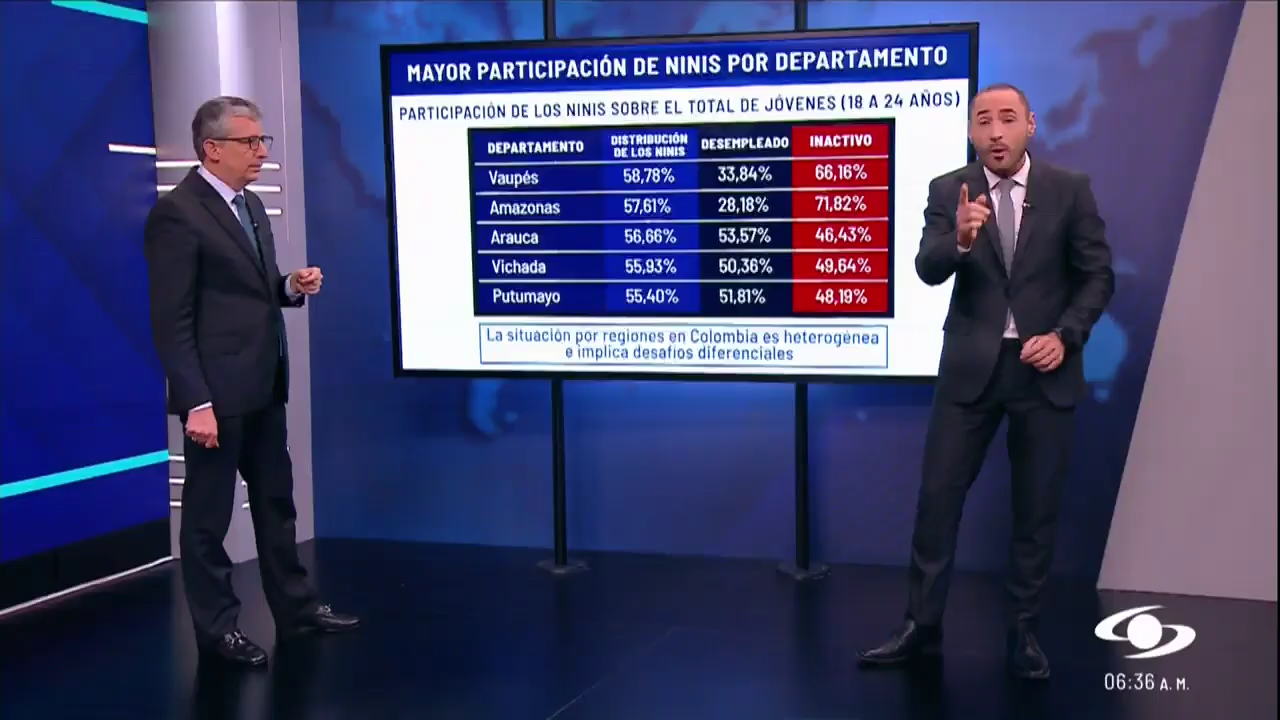 MAYOR PARTICIPACIÓN DE NINIS POR DEPARTAMENTO
PARTICIPACIÓN DE LOS NINIS SOBRE EL TOTAL DE JÓVENES (18 A 24 AÑOS)
DEPARTAMENTO DISTRIBUCIÓN DE LOS NINIS DESEMPLEADO INACTIVO
Vaupés 58,78% 33,84% 66,16%
Amazonas 57,61% 28,18% 71,82%
Arauca 56,66% 53,57% 46,43%
Vichada 55,93% 50,36% 49,64%
Putumayo 55,40% 51,81% 48,19%
La situación por regiones en Colombia es heterogénea
e implica desafíos diferenciales
06:36 A.M.